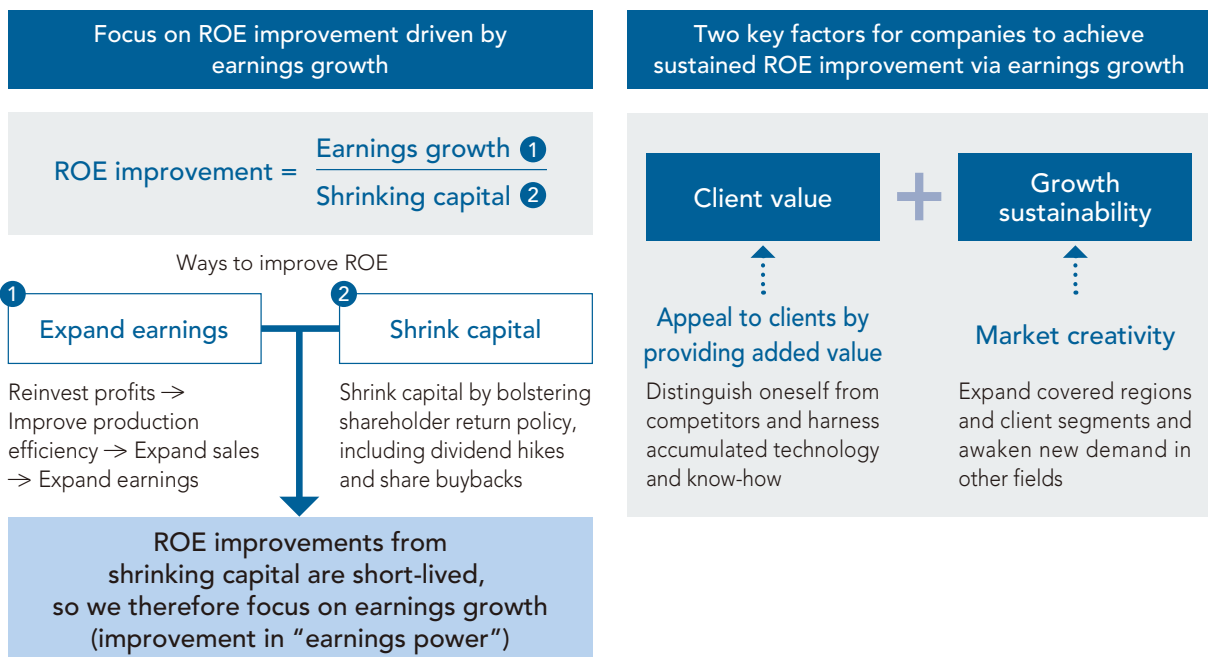 Focus on ROE improvement driven by
earnings growth
ROE improvement =
Earnings growth 1
Shrinking capital 2
Ways to improve ROE
1
Expand earnings
Reinvest profits →
Improve production
efficiency → Expand sales
→ Expand earnings
2
Shrink capital
Shrink capital by bolstering
shareholder return policy,
including dividend hikes
and share buybacks
ROE improvements from
shrinking capital are short-lived,
so we therefore focus on earnings growth
(improvement in “earnings power”)
Two key factors for companies to achieve
sustained ROE improvement via earnings growth
Client value
+
Growth
sustainability
Appeal to clients by
providing added value
Distinguish oneself from
competitors and harness
accumulated technology
and know-how
Market creativity
Expand covered regions
and client segments and
awaken new demand in
other fields